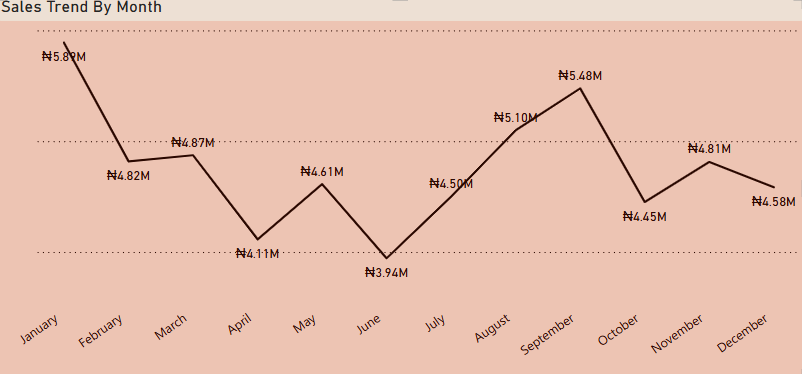 Sales Trend By Month
₦5.89M
₦4.82M
₦4.87M
₦4.11M
₦4.61M
₦3.94M
₦4.50M
₦5.10M
₦5.48M
₦4.45M
₦4.81M
₦4.58M
January
February
March
April
May
June
July
August
September
October
November
December